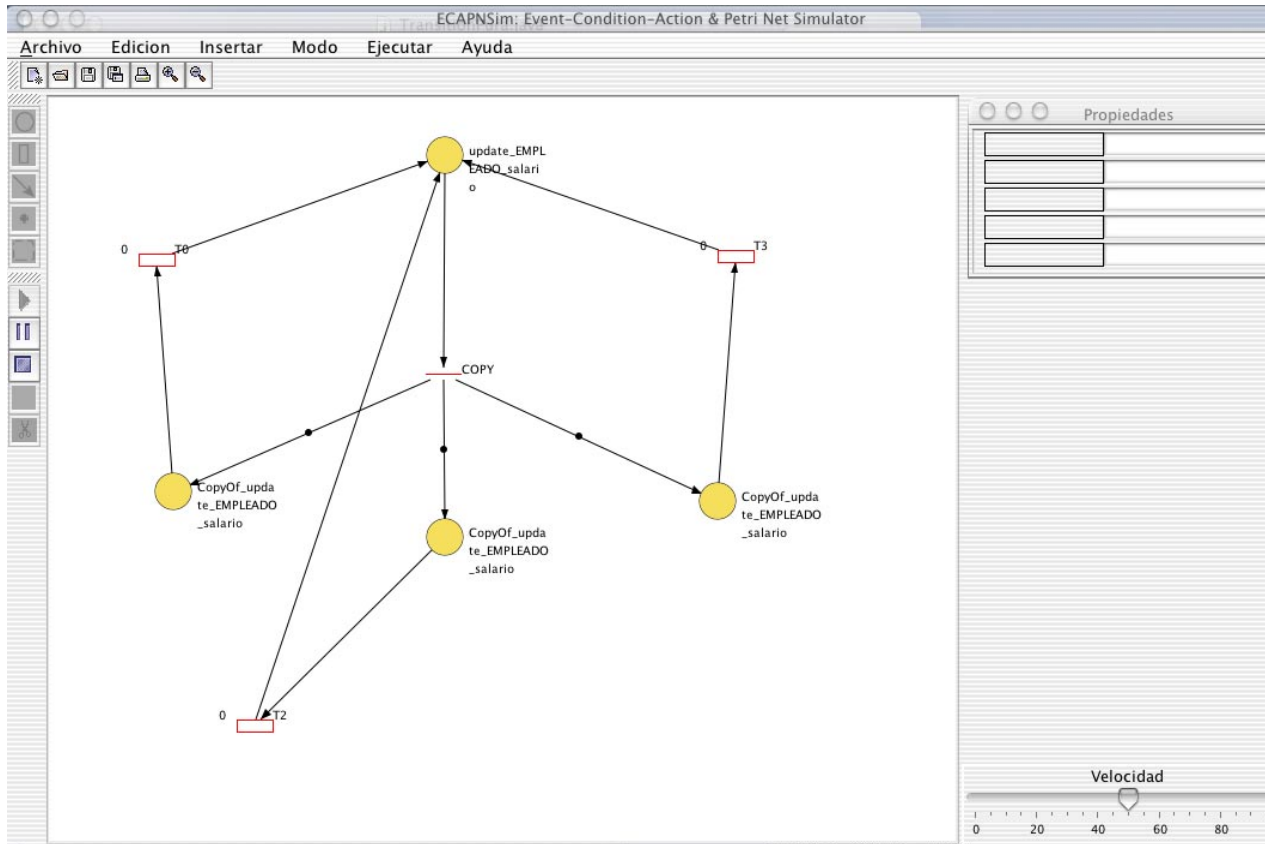 ECAPNSim: Event-Condition-Action & Petri Net Simulator
Archivo Edicion Insertar Modo Ejecutar Ayuda
Propiedades
update_EMPL
EADO_salari
o
0 T0
0 T3
COPY
CopyOf_upda
te_EMPLEADO
_salario
CopyOf_upda
te_EMPLEADO
_salario
CopyOf_upda
te_EMPLEADO
_salario
0 T2
Velocidad
0 20 40 60 80